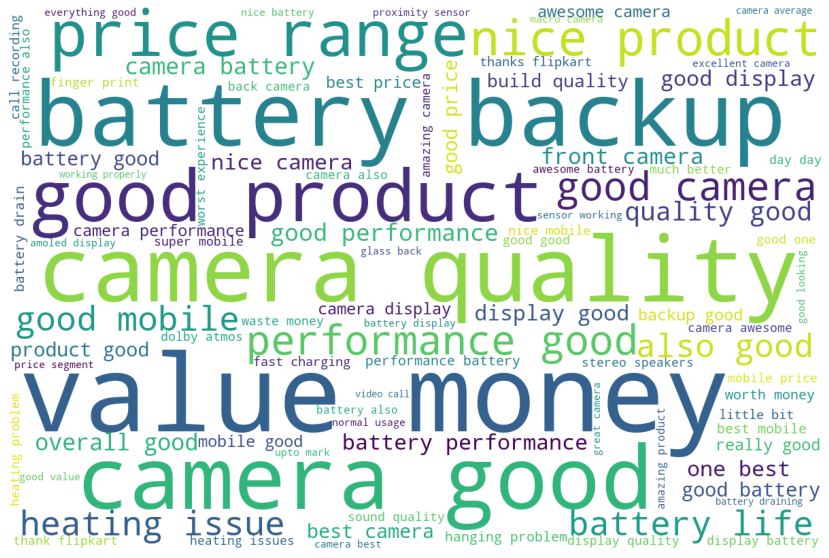 everything good
nice battery
proximity sensor
awesome camera
camera average
macro camera
call recording
performance also
price range
nice product
camera battery
thanks flipkart
excellent camera
finger print
back camera
best price
amazing camera
good price
build quality
good display
battery backup
battery good
nice camera
worst experience
front camera
day day
working properly
camera also
awesome battery
much better
good product
good camera
battery drain
sensor working
quality good
camera performance
good performance
nice mobile
amoled display
super mobile
good good
good one
glass back
camera quality
good looking
good mobile
camera display
display good
backup good
waste money
battery display
camera awesome
dolby atmos
performance good
also good
product good
price segment
fast charging
performance battery
stereo speakers
value money
mobile price
video call
worth money
heating problem
battery also
normal usage
great camera
amazing product
little bit
best mobile
overall good
mobile good
battery performance
really good
upto mark
camera good
one best
good value
good battery
battery draining
heating issue
sound quality
battery life
best camera
hanging problem
thank flipkart
heating issues
camera best
display quality
display battery